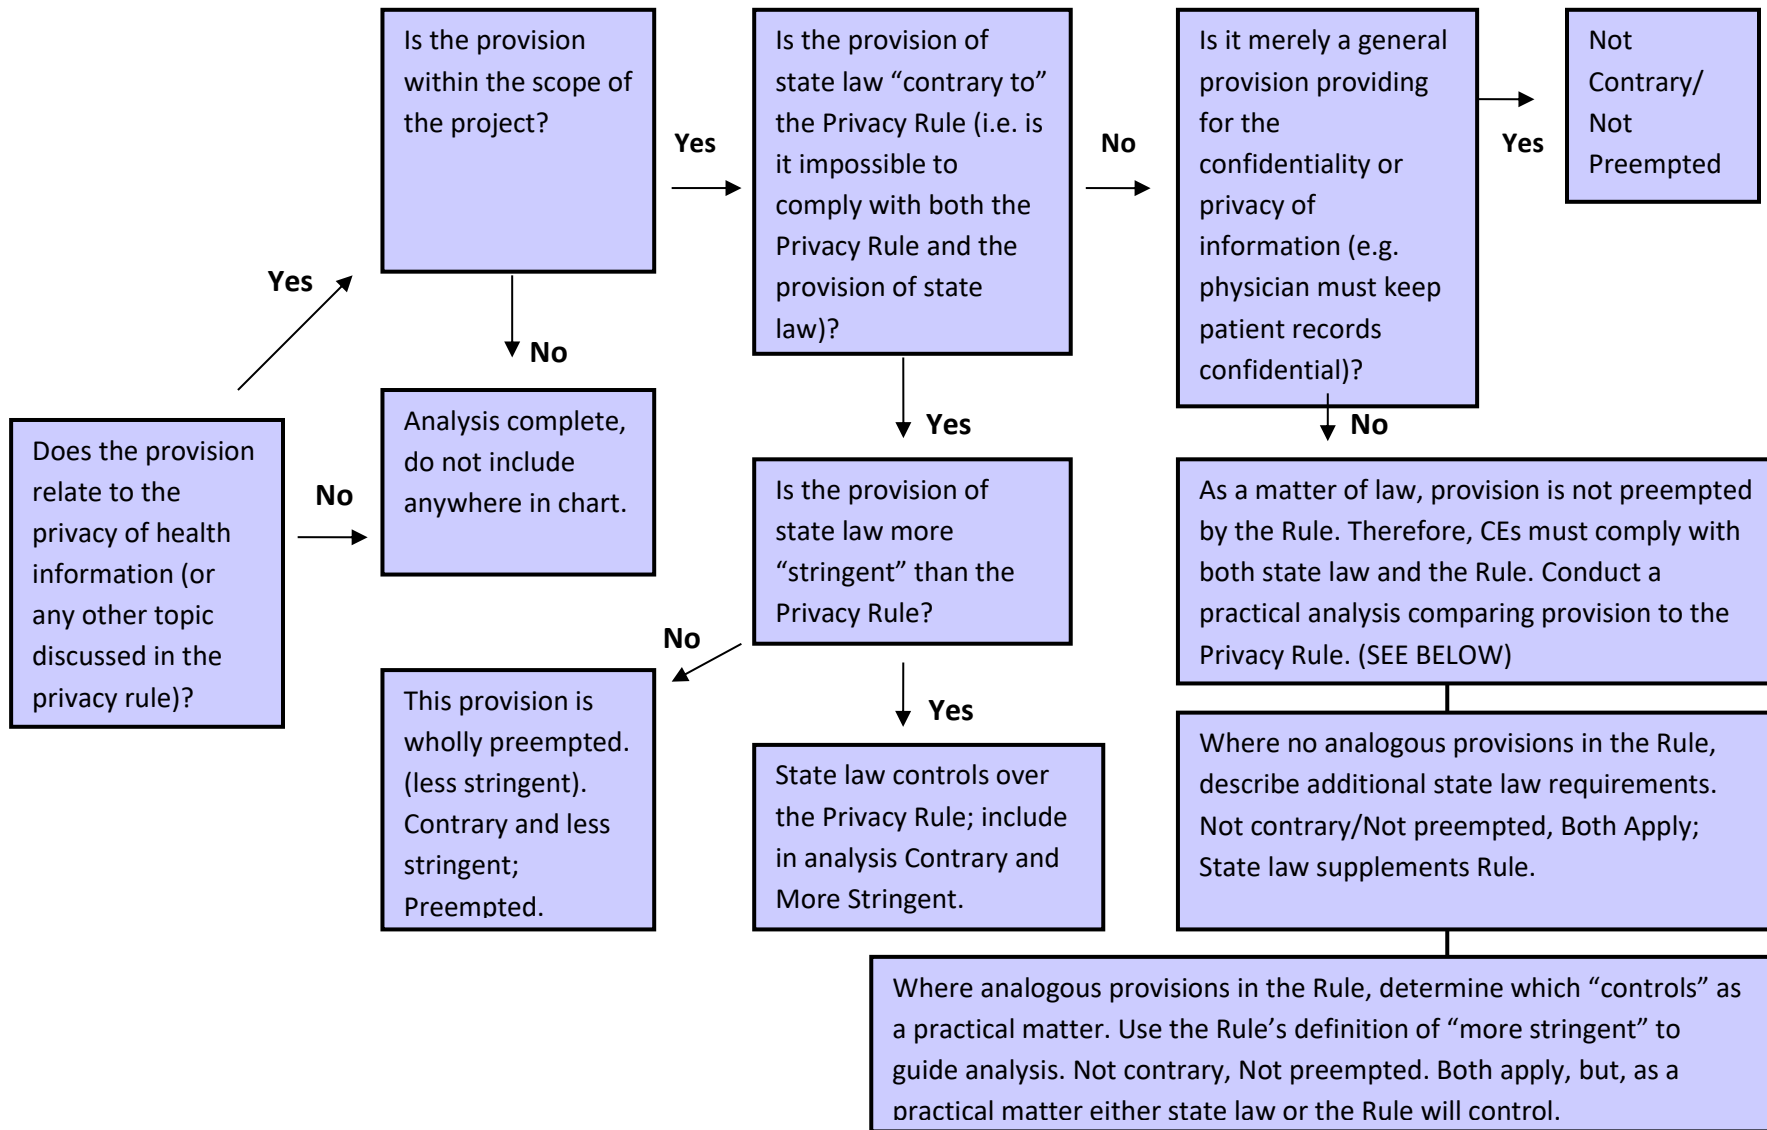 Does the provision
relate to the
privacy of health
information (or
any other topic
discussed in the
privacy rule)?
Yes
No
Is the provision
within the scope of
the project?
Yes
No
Analysis complete,
do not include
anywhere in chart.
Is the provision of
state law “contrary to”
the Privacy Rule (i.e. is
it impossible to
comply with both the
Privacy Rule and the
provision of state
law)?
No
Yes
Is the provision of
state law more
“stringent” than the
Privacy Rule?
No
Yes
This provision is
wholly preempted.
(less stringent).
Contrary and less
stringent;
Preempted.
State law controls over
the Privacy Rule; include
in analysis Contrary and
More Stringent.
Is it merely a general
provision providing
for the
confidentiality or
privacy of
information (e.g.
physician must keep
patient records
confidential)?
Yes
No
Not
Contrary/
Not
Preempted
As a matter of law, provision is not preempted
by the Rule. Therefore, CEs must comply with
both state law and the Rule. Conduct a
practical analysis comparing provision to the
Privacy Rule. (SEE BELOW)
Where no analogous provisions in the Rule,
describe additional state law requirements.
Not contrary/Not preempted, Both Apply;
State law supplements Rule.
Where analogous provisions in the Rule, determine which “controls” as
a practical matter. Use the Rule’s definition of “more stringent” to
guide analysis. Not contrary, Not preempted. Both apply, but, as a
practical matter either state law or the Rule will control.